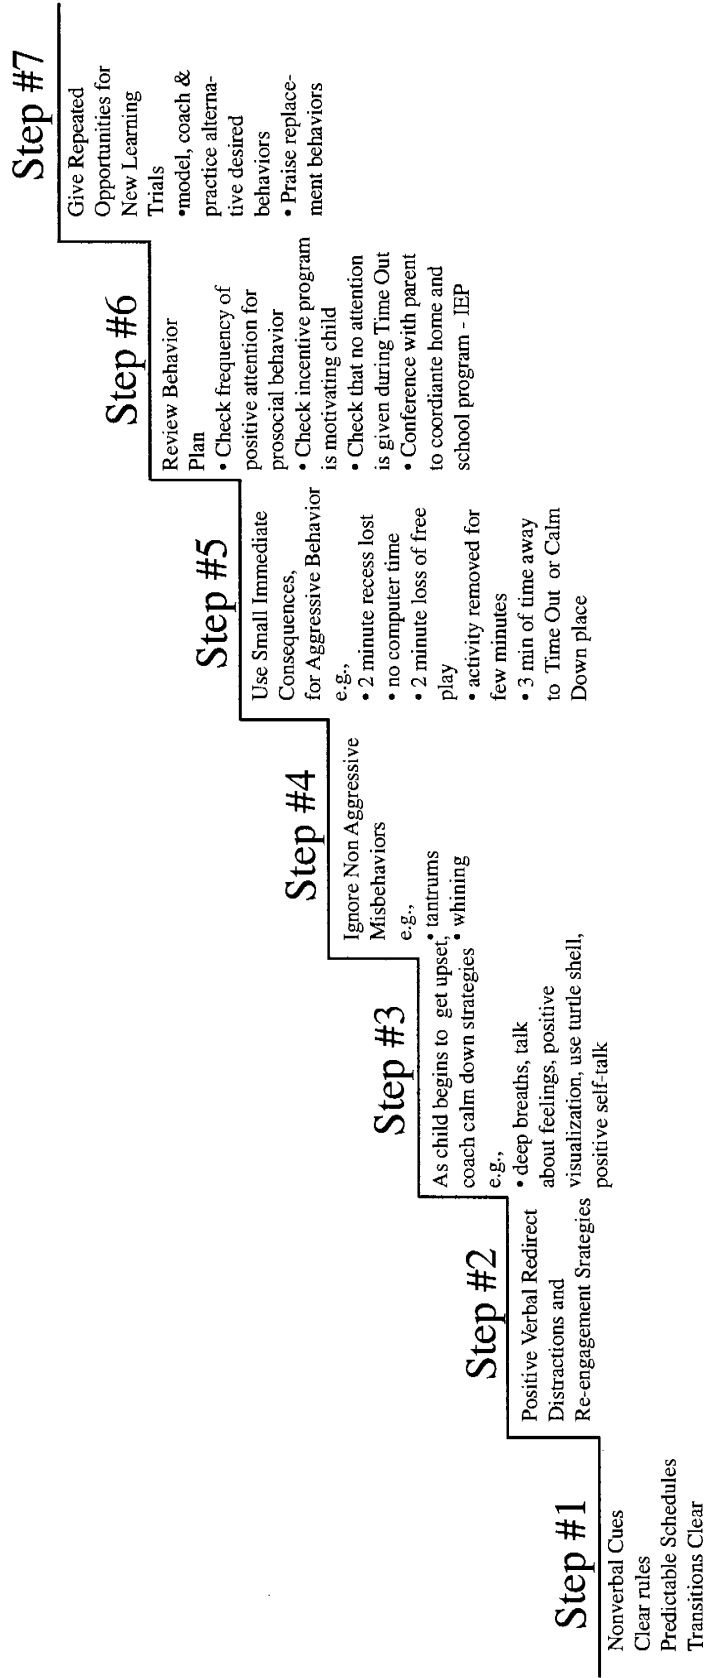 Step #1
Nonverbal Cues
Clear rules
Predictable Schedules
Transitions Clear
Step #2
Positive Verbal Redirect
Distractions and
Re-engagement Srategies
Step #3
As child begins to get upset,
coach calm down strategies
e.g.,
• deep breaths, talk
about feelings, positive
visualization, use turtle shell,
positive self-talk
Step #4
Ignore Non Aggressive
Misbehaviors
e.g.,
• tantrums
• whining
Step #5
Use Small Immediate
Consequences,
for Aggressive Behavior
e.g.,
• 2 minute recess lost
• no computer time
• 2 minute loss of free
play
• activity removed for
few minutes
• 3 min of time away
to Time Out or Calm
Down place
Step #6
Review Behavior
Plan
• Check frequency of
positive attention for
prosocial behavior
• Check incentive program
is motivating child
• Check that no attention
is given during Time Out
• Conference with parent
to coordiante home and
school program - IEP
Step #7
Give Repeated
Opportunities for
New Learning
Trials
•model, coach &
practice alterna-
tive desired
behaviors
• Praise replace-
ment behaviors